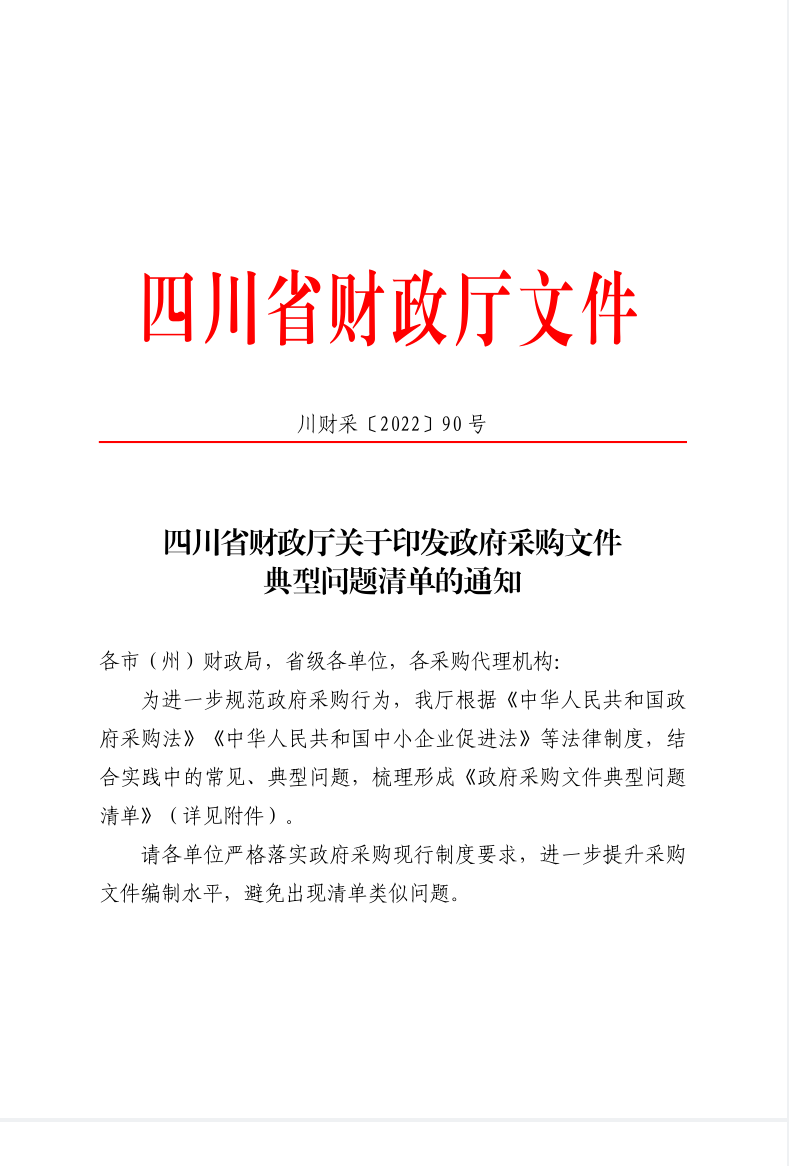 四川省财政厅文件
川财采〔2022〕90 号
四川省财政厅关于印发政府采购文件
典型问题清单的通知
各市（州）财政局，省级各单位，各采购代理机构：
为进一步规范政府采购行为，我厅根据《中华人民共和国政
府采购法》《中华人民共和国中小企业促进法》等法律制度，结
合实践中的常见、典型问题，梳理形成《政府采购文件典型问题
清单》（详见附件）。
请各单位严格落实政府采购现行制度要求，进一步提升采购
文件编制水平，避免出现清单类似问题。